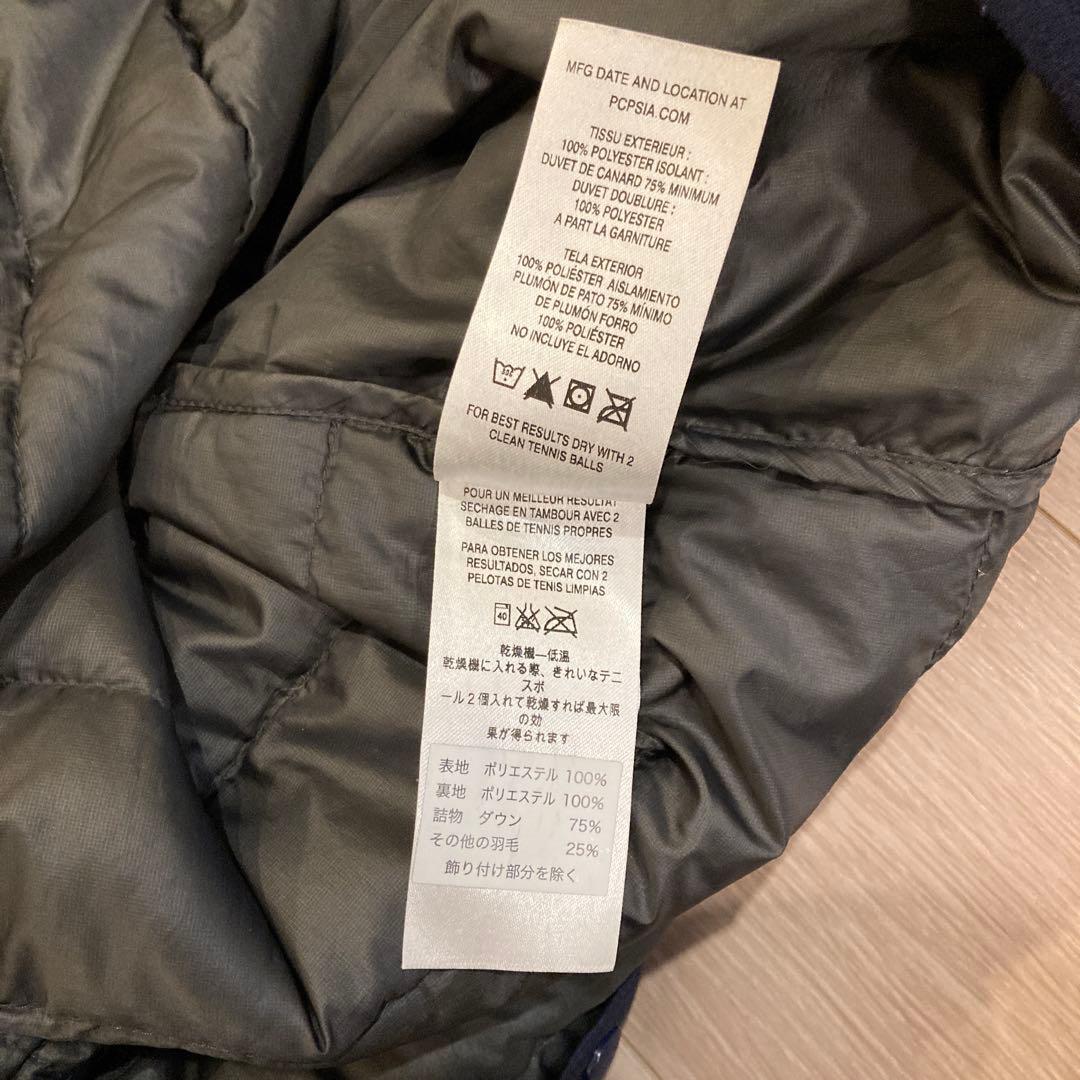 MFG DATE AND LOCATION AT
PCPSIA.COM
TISSU EXTERIEUR :
100% POLYESTER ISOLANT :
DUVET DE CANARD 75% MINIMUM
DUVET DOUBLURE :
100% POLYESTER
A PART LA GARNITURE
TELA EXTERIOR
100% POLIÉSTER AISLAMIENTO
PLUMÓN DE PATO 75% MÍNIMO
DE PLUMÓN FORRO
100% POLIÉSTER
NO INCLUYE EL ADORNO
30C
FOR BEST RESULTS DRY WITH 2
CLEAN TENNIS BALLS
POUR UN MEILLEUR RESULTAT
SECHAGE EN TAMBOUR AVEC 2
BALLES DE TENNIS PROPRES
PARA OBTENER LOS MEJORES
RESULTADOS, SECAR CON 2
PELOTAS DE TENIS LIMPIAS
40
乾燥機—低温
乾燥機に入れる際、きれいなテニ
スボ
ール2個入れて乾燥すれば最大限
の効
果が得られます
表地 ポリエステル 100%
裏地 ポリエステル 100%
詰物 ダウン 75%
その他の羽毛 25%
飾り付け部分を除く